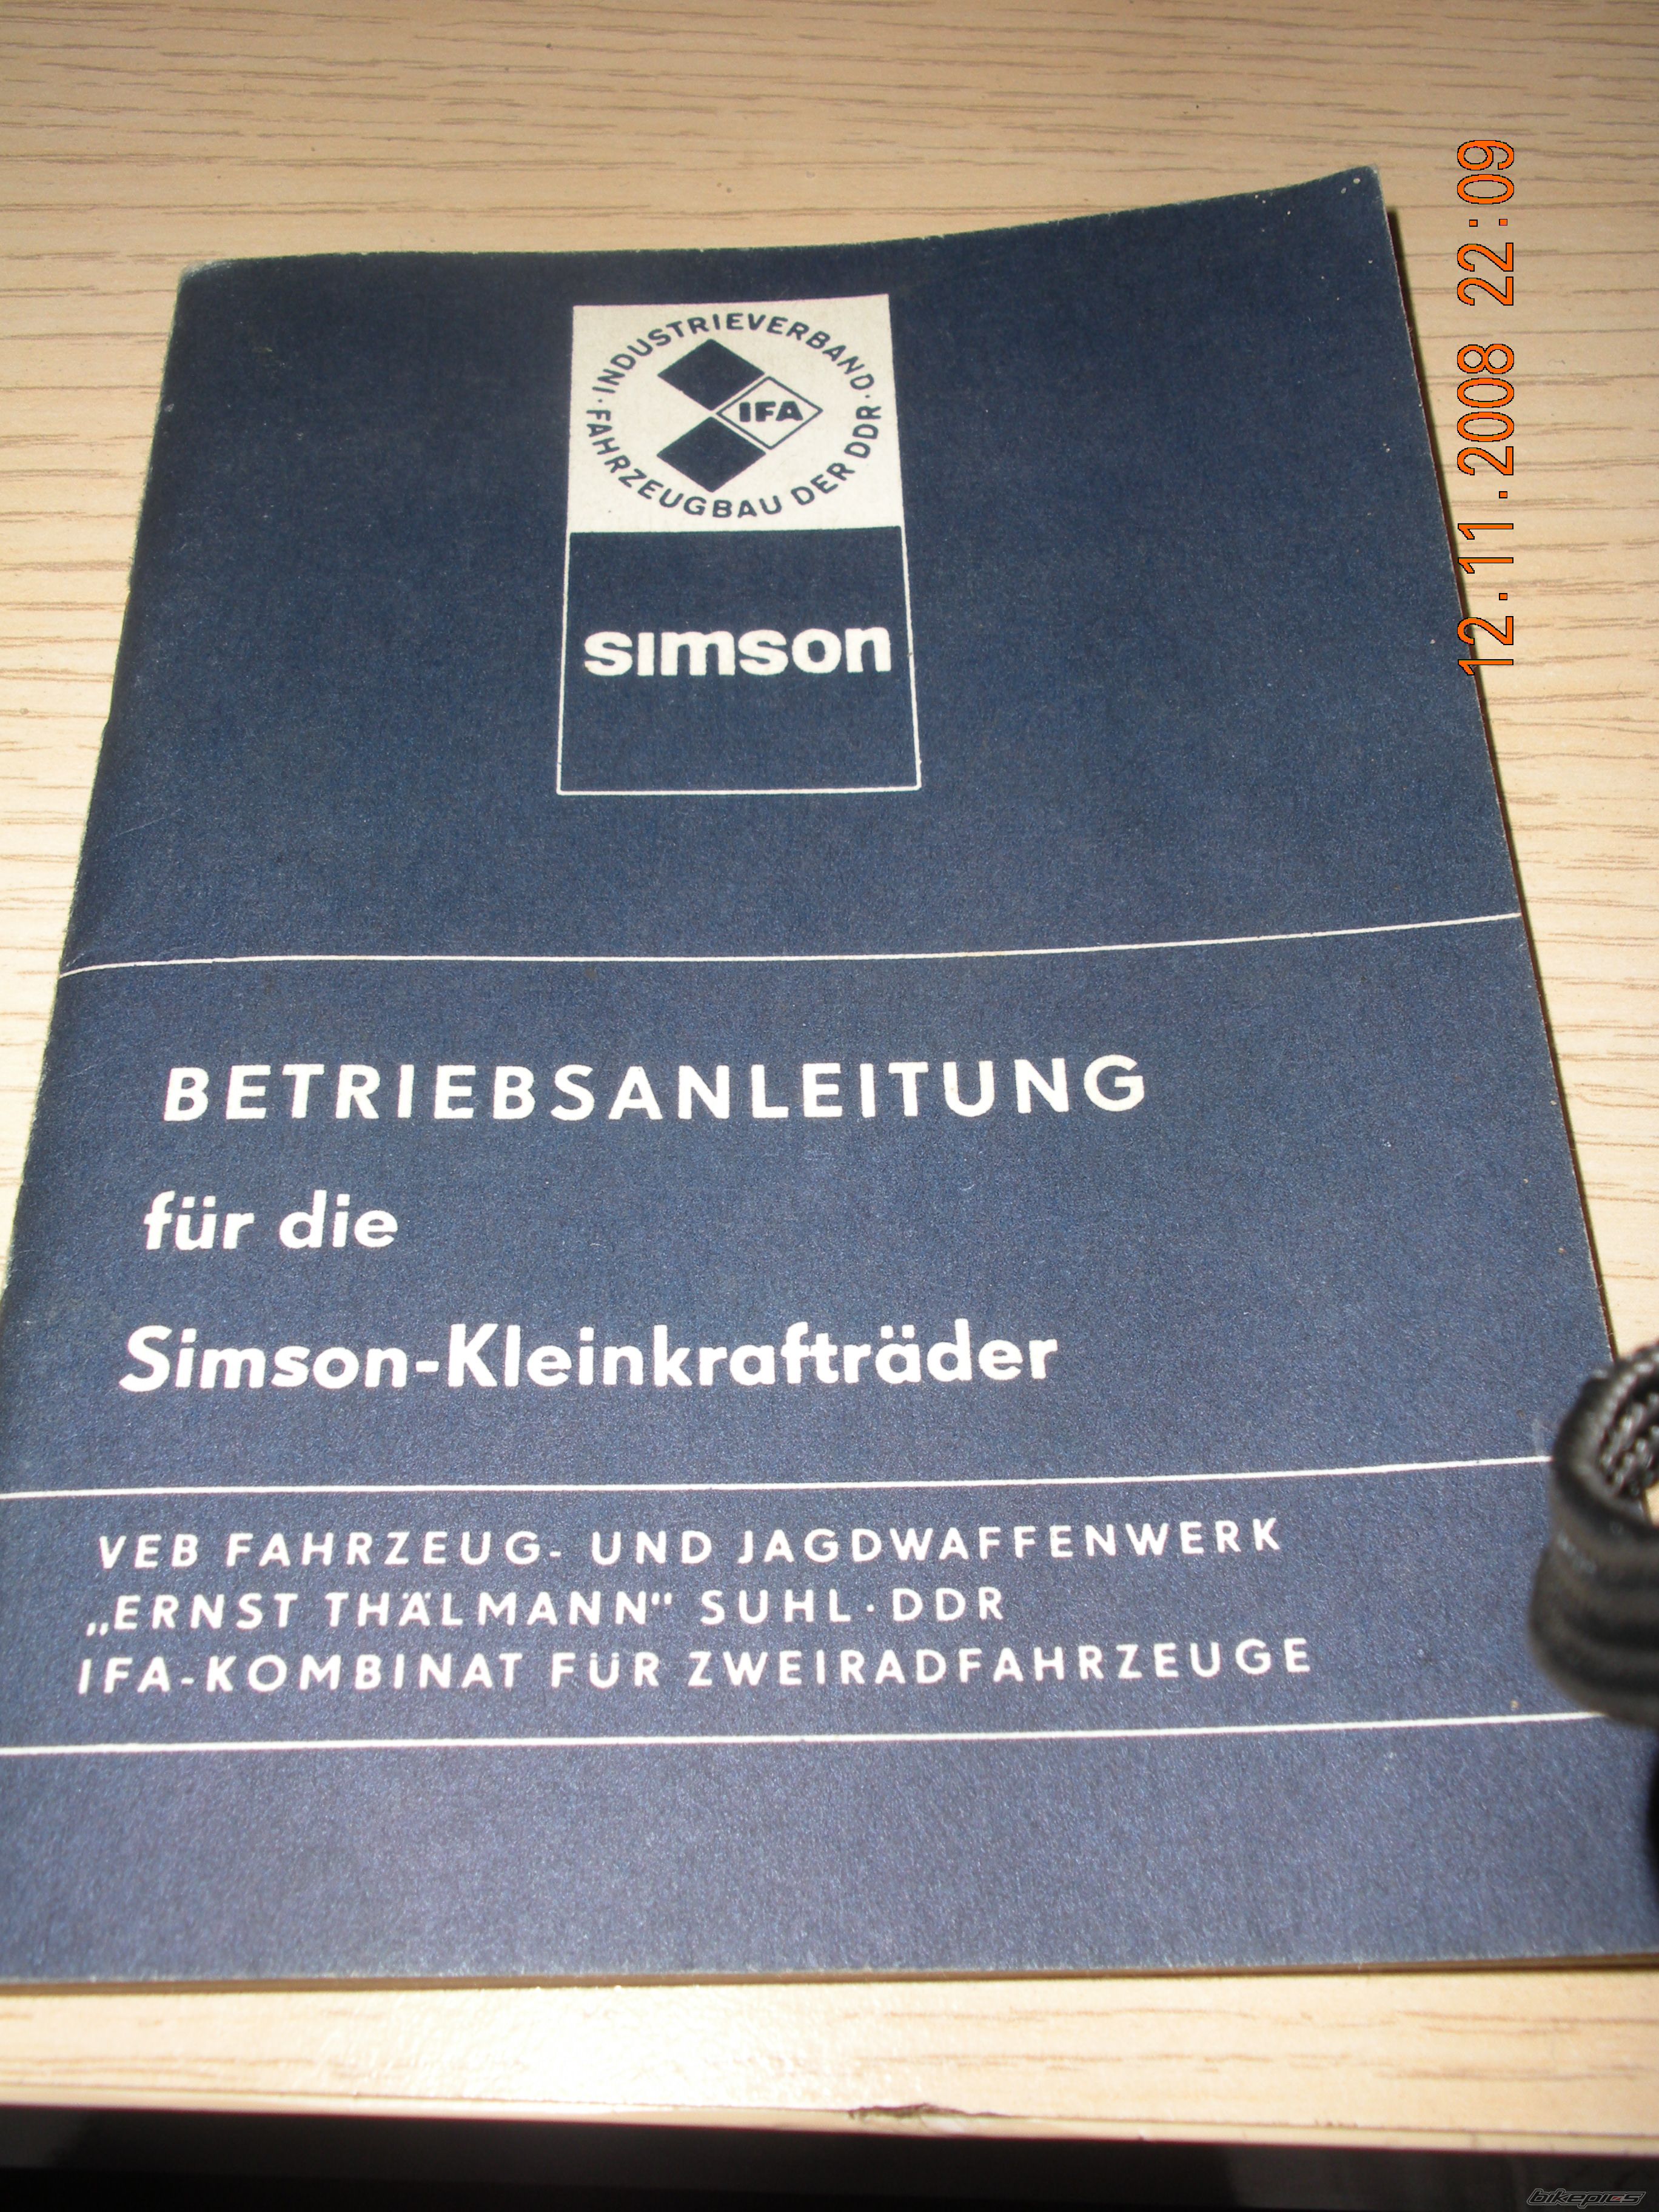 · INDUSTRIEVERBAND ·
FAHRZEUGBAU DER DDR
IFA
simson
BETRIEBSANLEITUNG
für die
Simson-Kleinkrafträder
VEB FAHRZEUG- UND JAGDWAFFENWERK
„ERNST THÄLMANN" SUHL · DDR
IFA-KOMBINAT FÜR ZWEIRADFAHRZEUGE
12.11.2008 22:09
bikepics